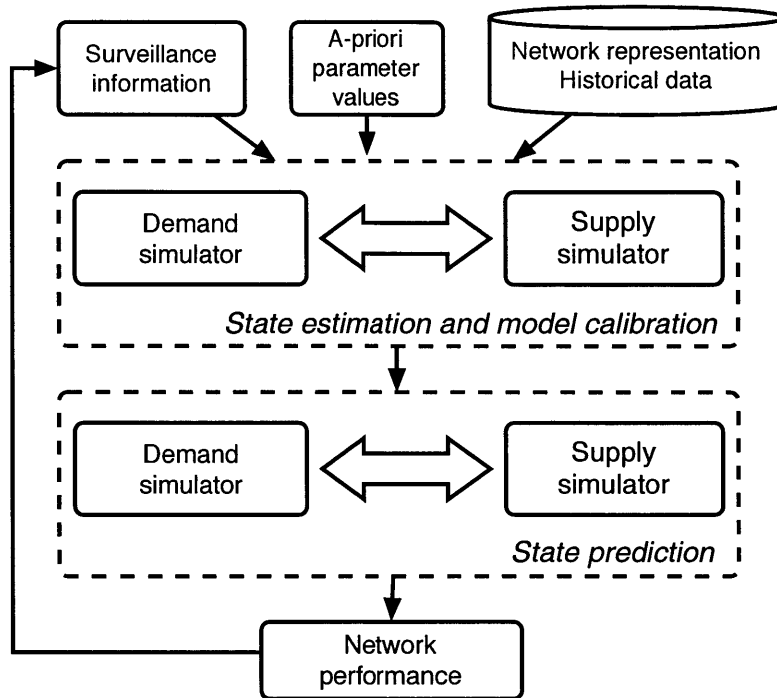 Surveillance
information
A-priori
parameter
values
Network representation
Historical data
Demand
simulator
Supply
simulator
State estimation and model calibration
Demand
simulator
Supply
simulator
State prediction
Network
performance